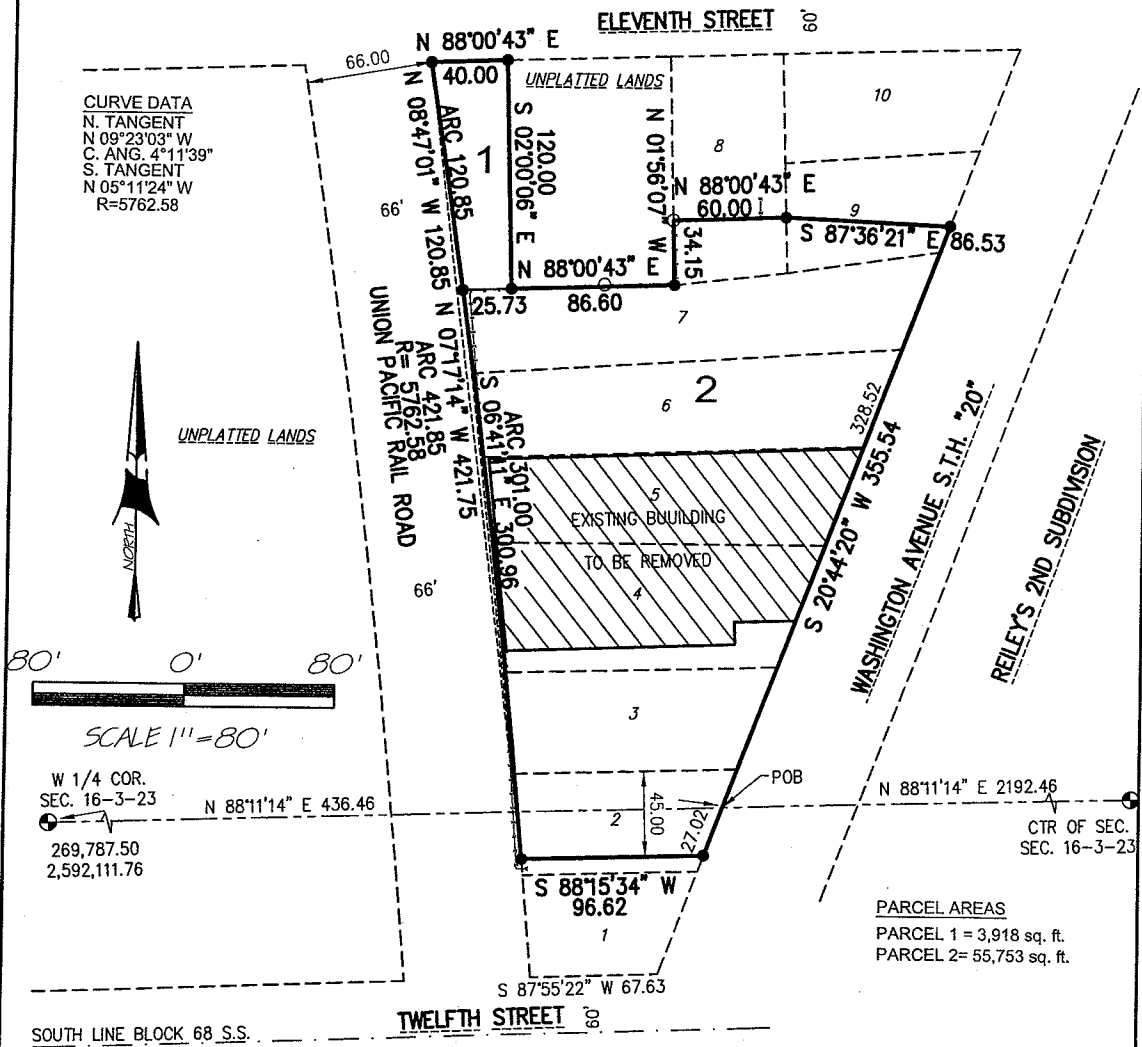 ELEVENTH STREET 60'
N 88°00'43" E
66.00
40.00
UNPLATTED LANDS
CURVE DATA
N. TANGENT
N 09°23'03" W
C. ANG. 4°11'39"
S. TANGENT
N 05°11'24" W
R=5762.58
N 08°47'01" W 120.85
ARC 120.85
1
120.00
S 02°00'06" E
N 01°56'07" W
34.15
8
10
N 88°00'43" E
60.00
9
S 87°36'21" E 86.53
66'
N 88°00'43" E
25.73
86.60
7
UNION PACIFIC RAIL ROAD
R= 5762.58
ARC 421.85
N 07°17'14" W 421.75
S 06°41'11" E 300.96
ARC 301.00
6
2
328.52
S 20°44'20" W 355.54
WASHINGTON AVENUE S.T.H. "20"
REILEY'S 2ND SUBDIVISION
UNPLATTED LANDS
NORTH
5
EXISTING BUUILDING
TO BE REMOVED
4
66'
80' 0' 80'
SCALE 1"=80'
3
W 1/4 COR.
SEC. 16-3-23
N 88°11'14" E 436.46
269,787.50
2,592,111.76
2
45.00
27.02
POB
N 88°11'14" E 2192.46
CTR OF SEC.
SEC. 16-3-23
S 88°15'34" W
96.62
1
PARCEL AREAS
PARCEL 1 = 3,918 sq. ft.
PARCEL 2= 55,753 sq. ft.
S 87°55'22" W 67.63
TWELFTH STREET 60'
SOUTH LINE BLOCK 68 S.S.